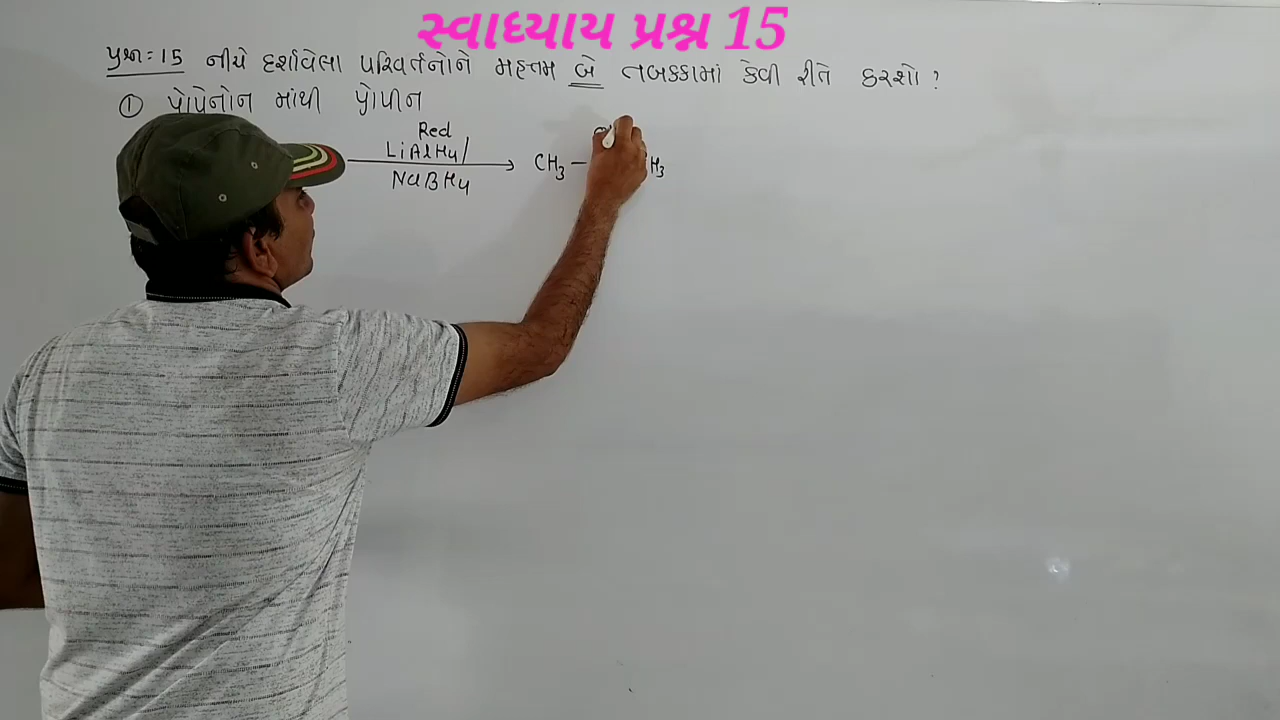 સ્વાધ્યાય પ્રશ્ન 15
પ્રશ્ન:15 નીચે દર્શાવેલા પરિવર્તનોને મહત્તમ બે તબક્કામાં કેવી રીતે કરશો ?
① પ્રોપેનોન માંથી પ્રોપીન
Red
LiAlH4/
NaBH4
CH3 –
H3